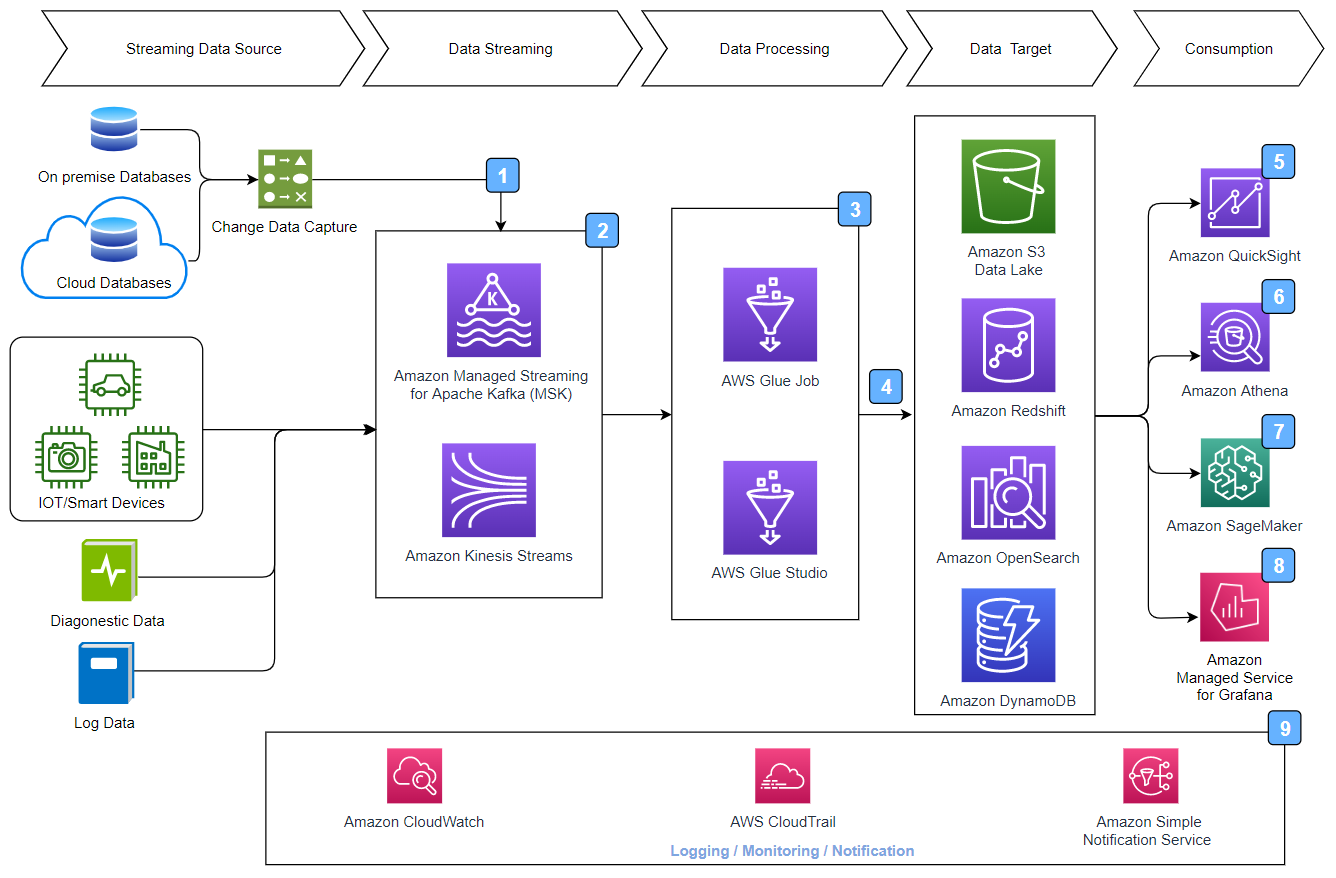 Streaming Data Source
Data Streaming
Data Processing
Data Target
Consumption
On premise Databases
Cloud Databases
Change Data Capture
1
IOT/Smart Devices
Diagonestic Data
Log Data
2
K
Amazon Managed Streaming
for Apache Kafka (MSK)
Amazon Kinesis Streams
3
AWS Glue Job
AWS Glue Studio
4
Amazon S3
Data Lake
Amazon Redshift
Amazon OpenSearch
Amazon DynamoDB
5
Amazon QuickSight
6
Amazon Athena
7
Amazon SageMaker
8
Amazon
Managed Service
for Grafana
9
Amazon CloudWatch
AWS CloudTrail
Amazon Simple
Notification Service
Logging / Monitoring / Notification